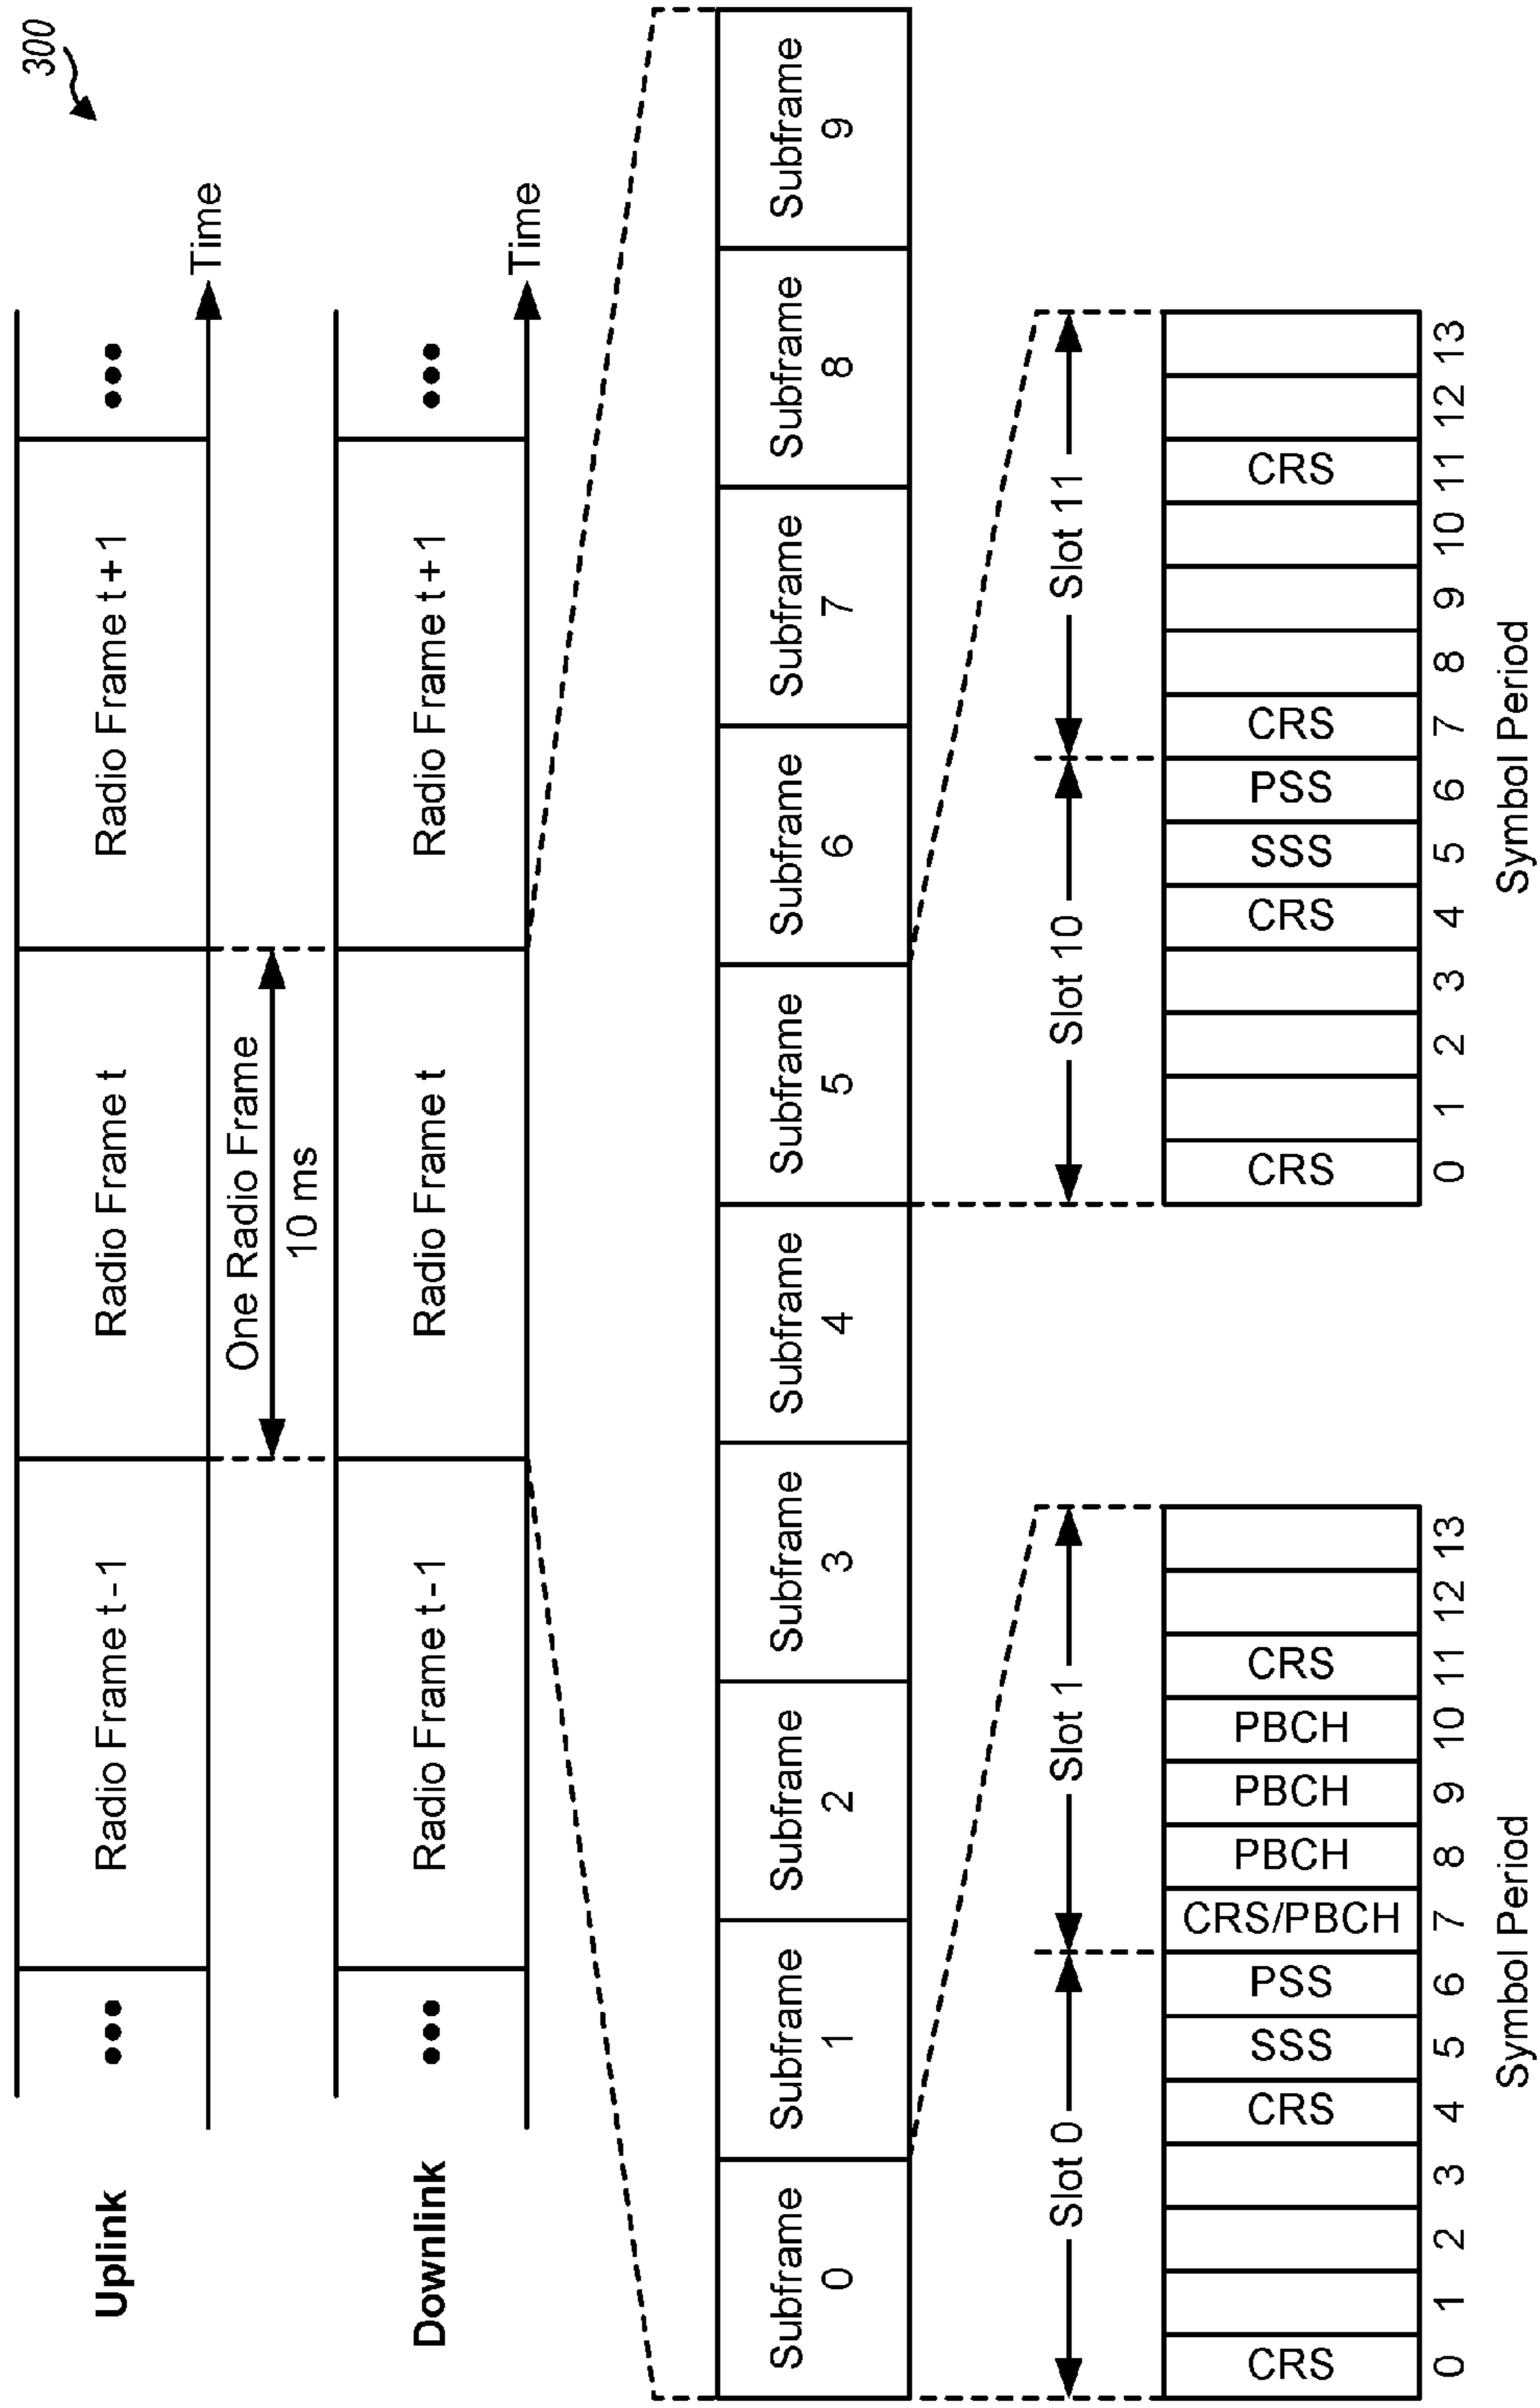 300
Uplink
••• Radio Frame t-1 Radio Frame t Radio Frame t+1 •••
Time
One Radio Frame
10 ms
Downlink
••• Radio Frame t-1 Radio Frame t Radio Frame t+1 •••
Time
Subframe 0 Subframe 1 Subframe 2 Subframe 3 Subframe 4 Subframe 5 Subframe 6 Subframe 7 Subframe 8 Subframe 9
Slot 0 Slot 1
CRS CRS SSS PSS CRS/PBCH PBCH PBCH PBCH CRS
0 1 2 3 4 5 6 7 8 9 10 11 12 13
Symbol Period
Slot 10 Slot 11
CRS CRS SSS PSS CRS CRS
0 1 2 3 4 5 6 7 8 9 10 11 12 13
Symbol Period